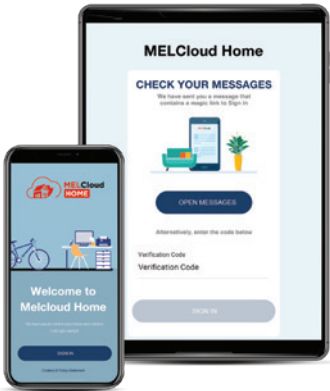 MELCloud Home
CHECK YOUR MESSAGES
We have sent you a message that
contains a magic link to Sign In
OPEN MESSAGES
Alternatively, enter the code below
Verification Code
Verification Code
SIGN IN
MELCloud
HOME
Welcome to
Melcloud Home
SIGN IN